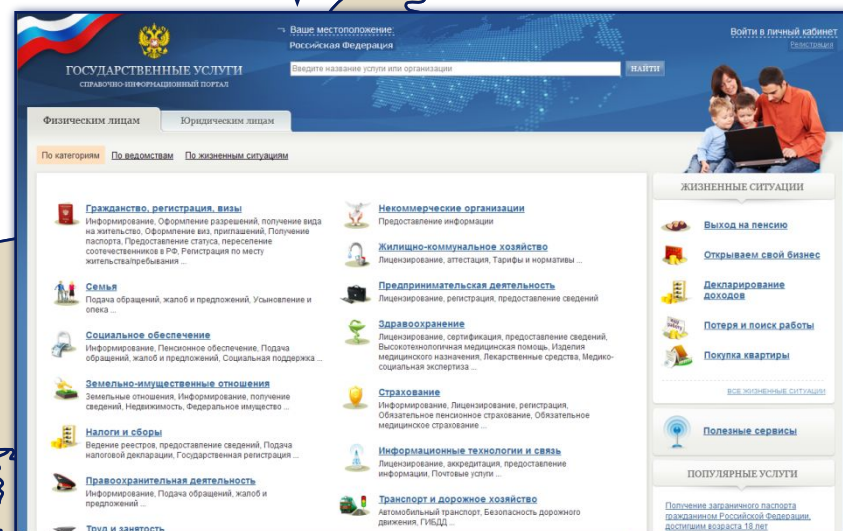 Ваше местоположение:
Российская Федерация
Войти в личный кабинет
Регистрация
ГОСУДАРСТВЕННЫЕ УСЛУГИ
СПРАВОЧНО-ИНФОРМАЦИОННЫЙ ПОРТАЛ
Введите название услуги или организации
НАЙТИ
Физическим лицам
Юридическим лицам
По категориям По ведомствам По жизненным ситуациям
Гражданство, регистрация, визы
Информирование, Оформление разрешений, получение вида
на жительство, Оформление виз, приглашений, Получение
паспорта, Предоставление статуса, переселение
соотечественников в РФ, Регистрация по месту
жительства/пребывания ...
Семья
Подача обращений, жалоб и предложений, Усыновление и
опека ...
Социальное обеспечение
Информирование, Пенсионное обеспечение, Подача
обращений, жалоб и предложений, Социальная поддержка ...
Земельно-имущественные отношения
Земельные отношения, Информирование, получение
сведений, Недвижимость, Федеральное имущество ...
Налоги и сборы
Ведение реестров, предоставление сведений, Подача
налоговой декларации, Государственная регистрация ...
Правоохранительная деятельность
Информирование, Подача обращений, жалоб и
предложений ...
Труд и занятость
Некоммерческие организации
Предоставление информации
Жилищно-коммунальное хозяйство
Лицензирование, аттестация, Тарифы и нормативы ...
Предпринимательская деятельность
Лицензирование, регистрация, предоставление сведений
Здравоохранение
Лицензирование, сертификация, предоставление сведений,
Высокотехнологичная медицинская помощь, Изделия
медицинского назначения, Лекарственные средства, Медико-
социальная экспертиза ...
Страхование
Информирование, Лицензирование, регистрация,
Обязательное пенсионное страхование, Обязательное
медицинское страхование ...
Информационные технологии и связь
Лицензирование, аккредитация, предоставление
информации, Почтовые услуги ...
Транспорт и дорожное хозяйство
Автомобильный транспорт, Безопасность дорожного
движения, ГИБДД ...
ЖИЗНЕННЫЕ СИТУАЦИИ
Выход на пенсию
Открываем свой бизнес
Декларирование
доходов
Потеря и поиск работы
Покупка квартиры
ВСЕ ЖИЗНЕННЫЕ СИТУАЦИИ
Полезные сервисы
ПОПУЛЯРНЫЕ УСЛУГИ
Получение заграничного паспорта
гражданином Российской Федерации,
достигшим возраста 18 лет